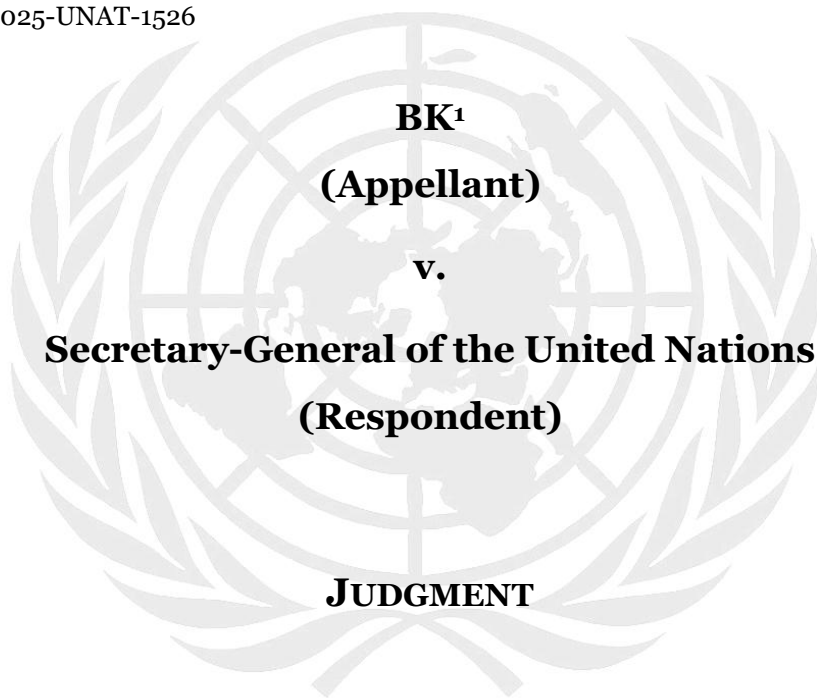 025-UNAT-1526
BK¹
(Appellant)
v.
Secretary-General of the United Nations
(Respondent)
JUDGMENT